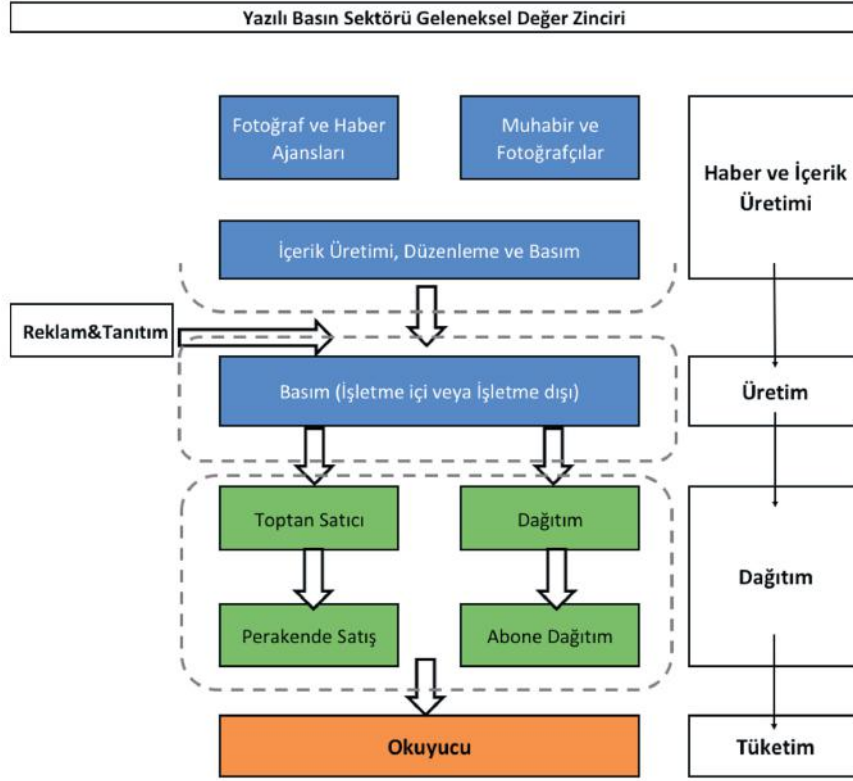 Yazılı Basın Sektörü Geleneksel Değer Zinciri
Fotoğraf ve Haber
Ajansları
Muhabir ve
Fotoğrafçılar
Haber ve İçerik
Üretimi
İçerik Üretimi, Düzenleme ve Basım
Reklam&Tanıtım
Basım (İşletme içi veya İşletme dışı)
Üretim
Toptan Satıcı
Dağıtım
Dağıtım
Perakende Satış
Abone Dağıtım
Okuyucu
Tüketim